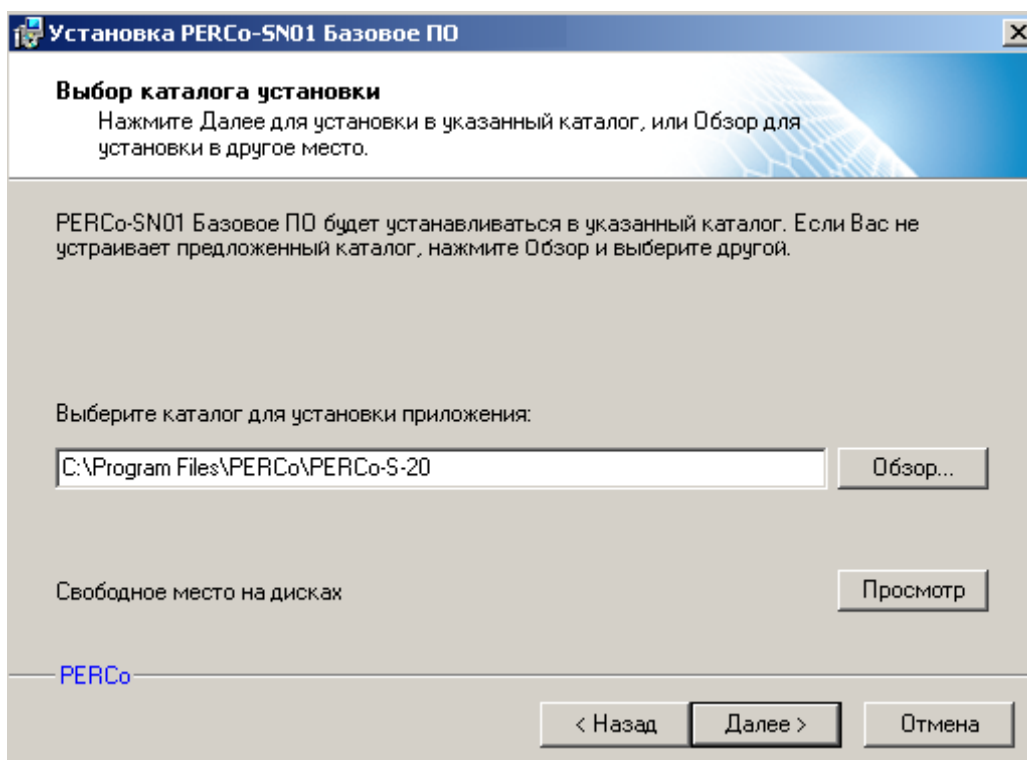 Установка PERCo-SN01 Базовое ПО
Выбор каталога установки
Нажмите Далее для установки в указанный каталог, или Обзор для
установки в другое место.
PERCo-SN01 Базовое ПО будет устанавливаться в указанный каталог. Если Вас не
устраивает предложенный каталог, нажмите Обзор и выберите другой.
Выберите каталог для установки приложения:
C:\Program Files\PERCo\PERCo-S-20
Обзор...
Свободное место на дисках
Просмотр
PERCo
< Назад
Далее >
Отмена